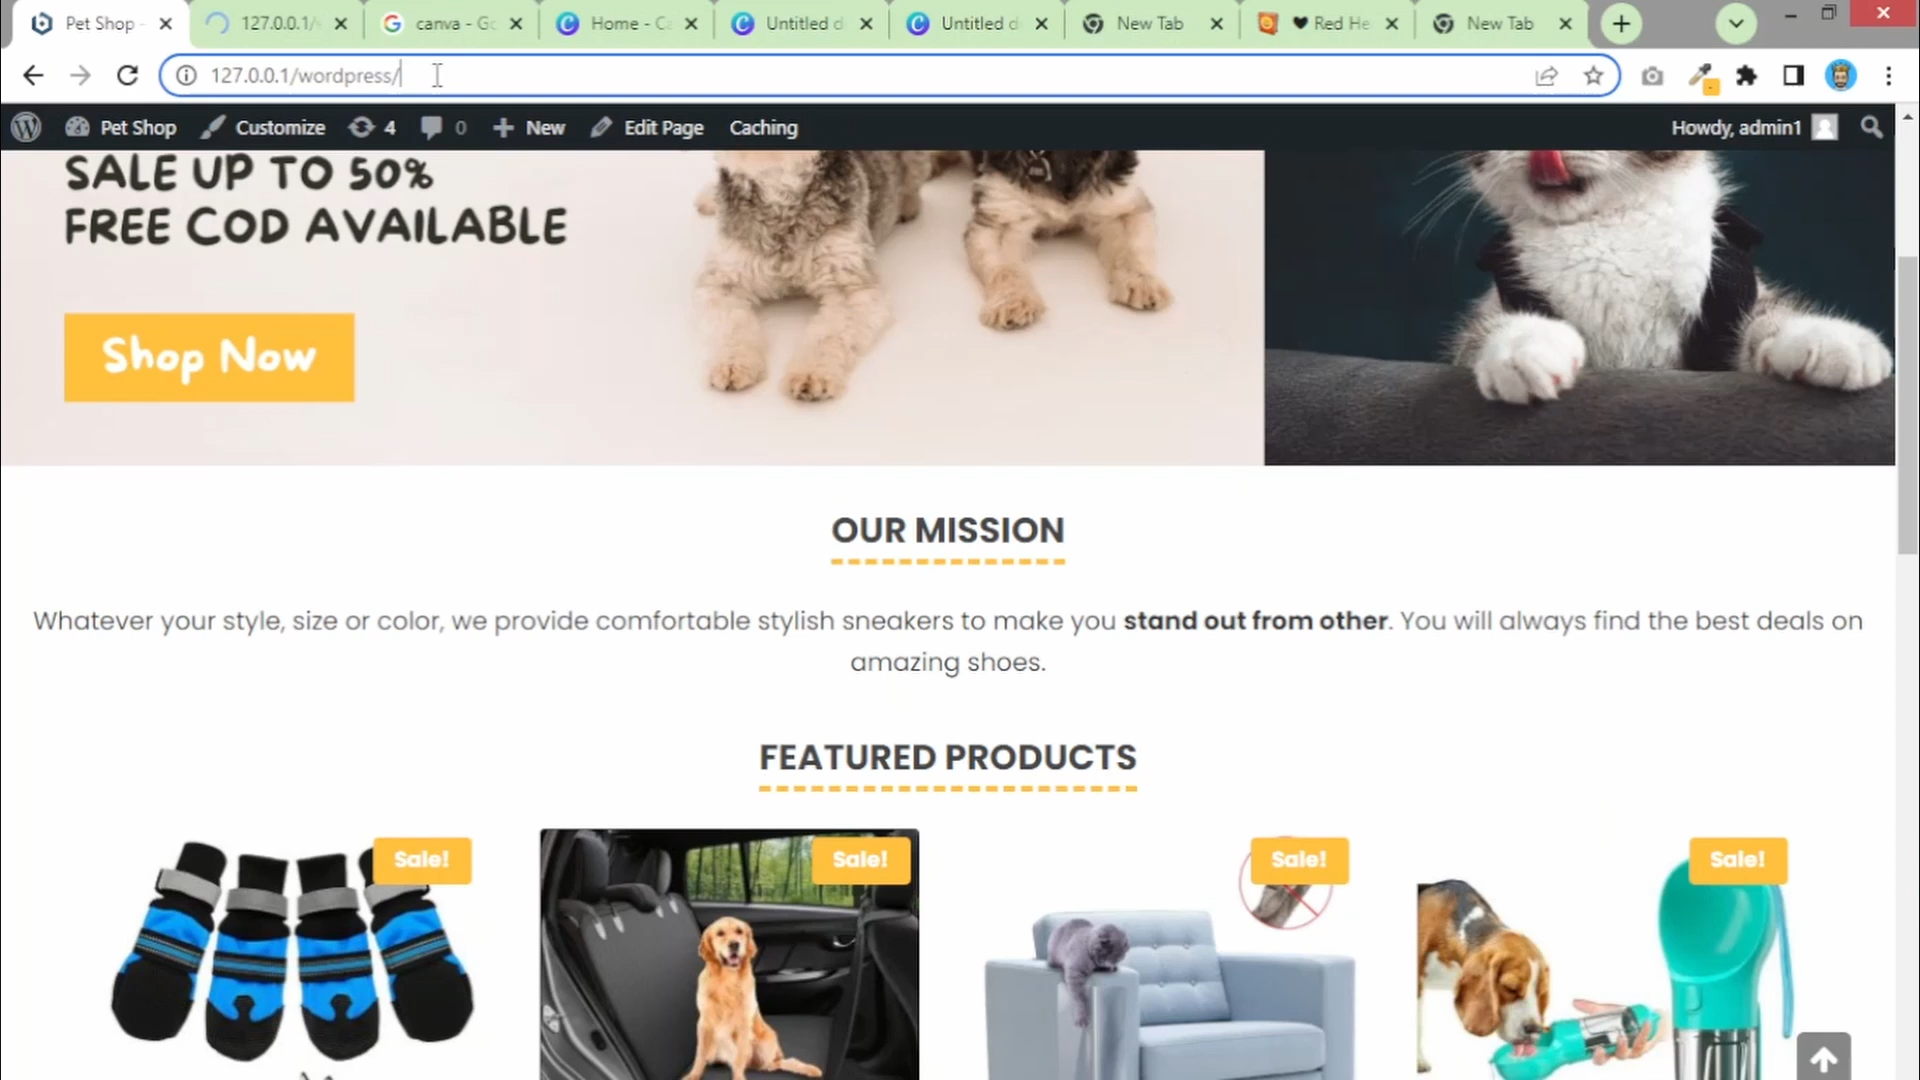 Pet Shop -
127.0.0.1/
canva - Go
Home - Ca
Untitled d
Untitled d
New Tab
Red He
New Tab
127.0.0.1/wordpress/
Pet Shop
Customize
4
0
New
Edit Page
Caching
Howdy, admin1
SALE UP TO 50%
FREE COD AVAILABLE
Shop Now
OUR MISSION
Whatever your style, size or color, we provide comfortable stylish sneakers to make you stand out from other. You will always find the best deals on
amazing shoes.
FEATURED PRODUCTS
Sale!
Sale!
Sale!
Sale!